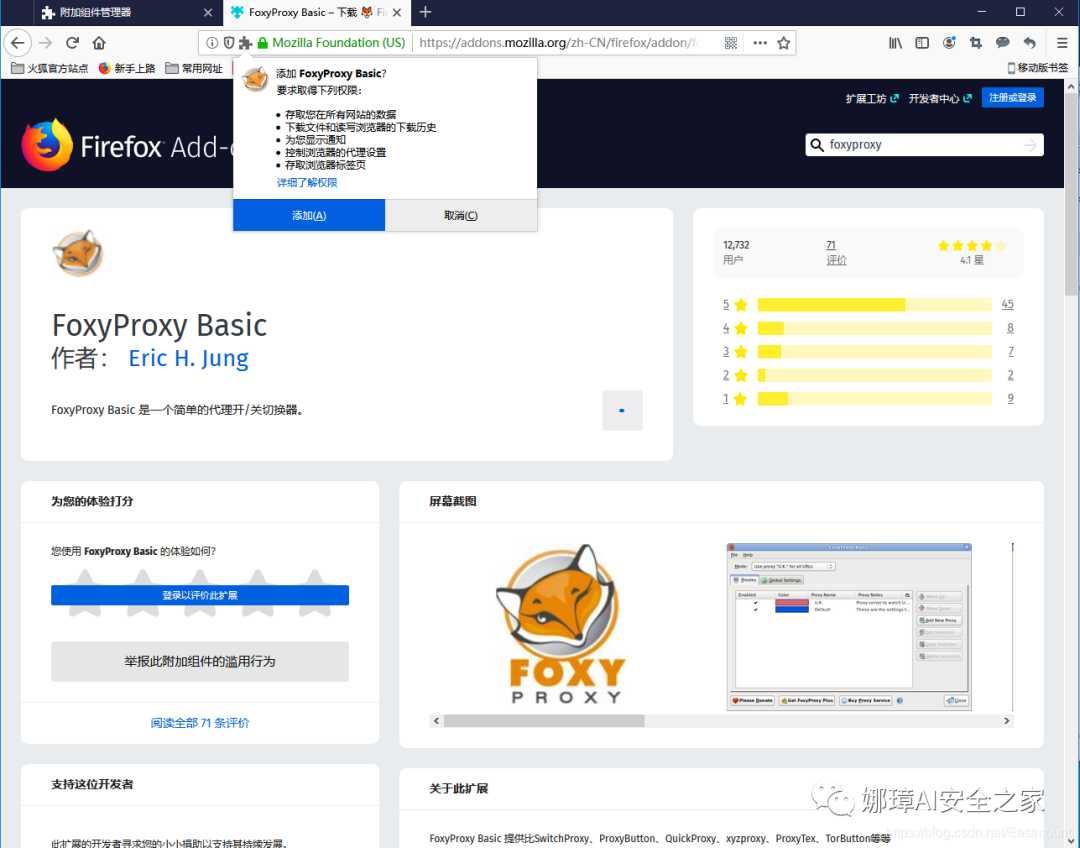 附加组件管理器
FoxyProxy Basic – 下载
Mozilla Foundation (US)
https://addons.mozilla.org/zh-CN/firefox/addon/
火狐官方站点
新手上路
常用网址
移动版书签
添加 FoxyProxy Basic?
要求取得下列权限：
存取您在所有网站的数据
下载文件和读写浏览器的下载历史
为您显示通知
控制浏览器的代理设置
存取浏览器标签页
详细了解权限
添加(A)
取消(C)
扩展工坊
开发者中心
注册或登录
Firefox Add-
foxyproxy
FoxyProxy Basic
作者： Eric H. Jung
FoxyProxy Basic 是一个简单的代理开/关切换器。
12,732
用户
71
评价
4.1 星
5 45
4 8
3 7
2 2
1 9
为您的体验打分
您使用 FoxyProxy Basic 的体验如何?
登录以评价此扩展
举报此附加组件的滥用行为
阅读全部 71 条评价
屏幕截图
FOXY
PROXY
File Help
Mode: Use proxy "U.K." for all URLs
Proxies Global Settings
Enabled Color Proxy Name Proxy Notes
U.K. Proxy server to watch U...
Default These are the settings t...
Move Up
Move Down
Add New Proxy
Please Donate
Get FoxyProxy Plus
Buy Proxy Service
Close
支持这位开发者
此扩展的开发者寻求您的小小捐助以支持其持续发展。
关于此扩展
FoxyProxy Basic 提供比SwitchProxy、ProxyButton、QuickProxy、xyzproxy、ProxyTex、TorButton等等
娜璋AI安全之家
https://blog.csdn.net/Eastmount